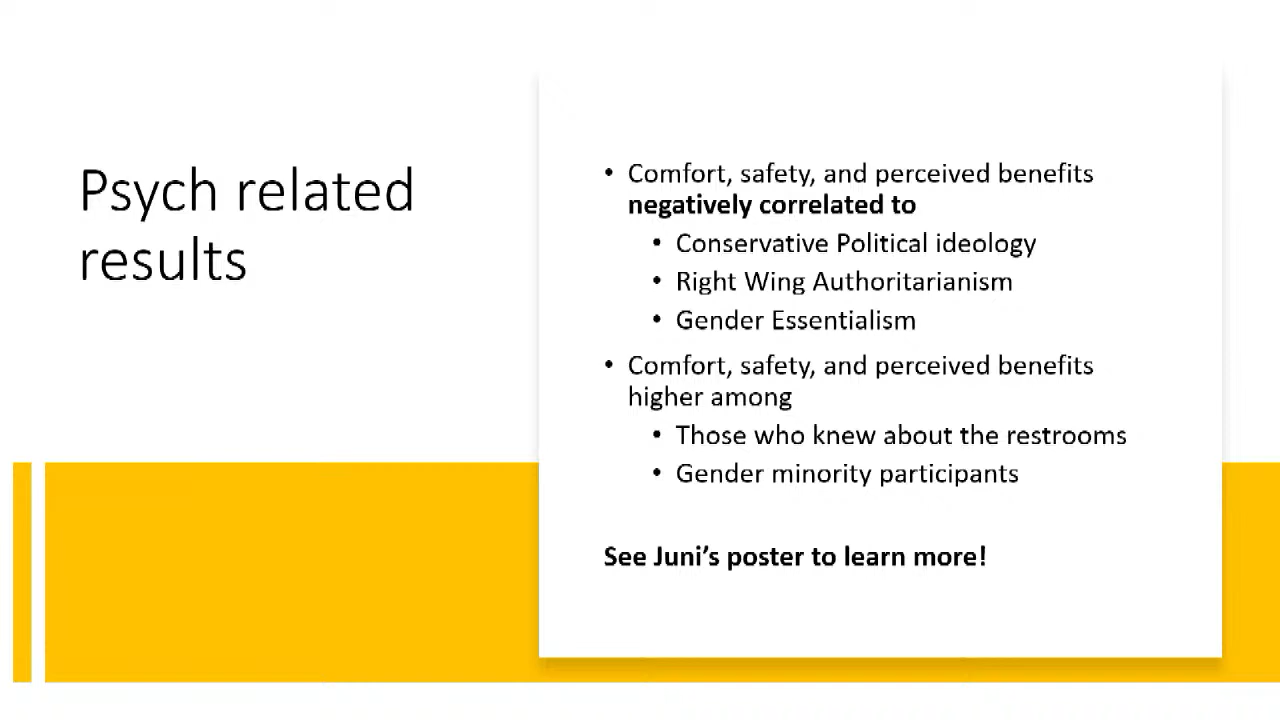 Psych related
results
• Comfort, safety, and perceived benefits
negatively correlated to
• Conservative Political ideology
• Right Wing Authoritarianism
• Gender Essentialism
• Comfort, safety, and perceived benefits
higher among
• Those who knew about the restrooms
• Gender minority participants
See Juni’s poster to learn more!